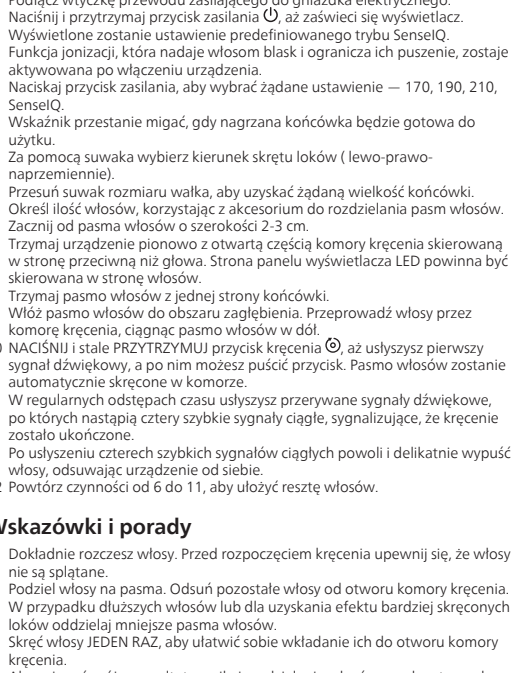 Podłącz wtyczkę przewodu zasilającego do gniazdka elektrycznego.
Naciśnij i przytrzymaj przycisk zasilania, aż zaświeci się wyświetlacz.
Wyświetlone zostanie ustawienie predefiniowanego trybu SenseIQ.
Funkcja jonizacji, która nadaje włosom blask i ogranicza ich puszenie, zostaje
aktywowana po włączeniu urządzenia.
Naciskaj przycisk zasilania, aby wybrać żądane ustawienie — 170, 190, 210,
SenseIQ.
Wskaźnik przestanie migać, gdy nagrzana końcówka będzie gotowa do
użytku.
Za pomocą suwaka wybierz kierunek skrętu loków ( lewo-prawo-
naprzemiennie).
Przesuń suwak rozmiaru wałka, aby uzyskać żądaną wielkość końcówki.
Określ ilość włosów, korzystając z akcesorium do rozdzielania pasm włosów.
Zacznij od pasma włosów o szerokości 2-3 cm.
Trzymaj urządzenie pionowo z otwartą częścią komory kręcenia skierowaną
w stronę przeciwną niż głowa. Strona panelu wyświetlacza LED powinna być
skierowana w stronę włosów.
Trzymaj pasmo włosów z jednej strony końcówki.
Włóż pasmo włosów do obszaru zagłębienia. Przeprowadź włosy przez
komorę kręcenia, ciągnąc pasmo włosów w dół.
0 NACIŚNIJ i stale PRZYTRZYMUJ przycisk kręcenia, aż usłyszysz pierwszy
sygnał dźwiękowy, a po nim możesz puścić przycisk. Pasmo włosów zostanie
automatycznie skręcone w komorze.
W regularnych odstępach czasu usłyszysz przerywane sygnały dźwiękowe,
po których nastąpią cztery szybkie sygnały ciągłe, sygnalizujące, że kręcenie
zostało ukończone.
Po usłyszeniu czterech szybkich sygnałów ciągłych powoli i delikatnie wypuść
włosy, odsuwając urządzenie od siebie.
2 Powtórz czynności od 6 do 11, aby ułożyć resztę włosów.
Wskazówki i porady
Dokładnie rozczesz włosy. Przed rozpoczęciem kręcenia upewnij się, że włosy
nie są splątane.
Podziel włosy na pasma. Odsuń pozostałe włosy od otworu komory kręcenia.
W przypadku dłuższych włosów lub dla uzyskania efektu bardziej skręconych
loków oddzielaj mniejsze pasma włosów.
Skręć włosy JEDEN RAZ, aby ułatwić sobie wkładanie ich do otworu komory
kręcenia.